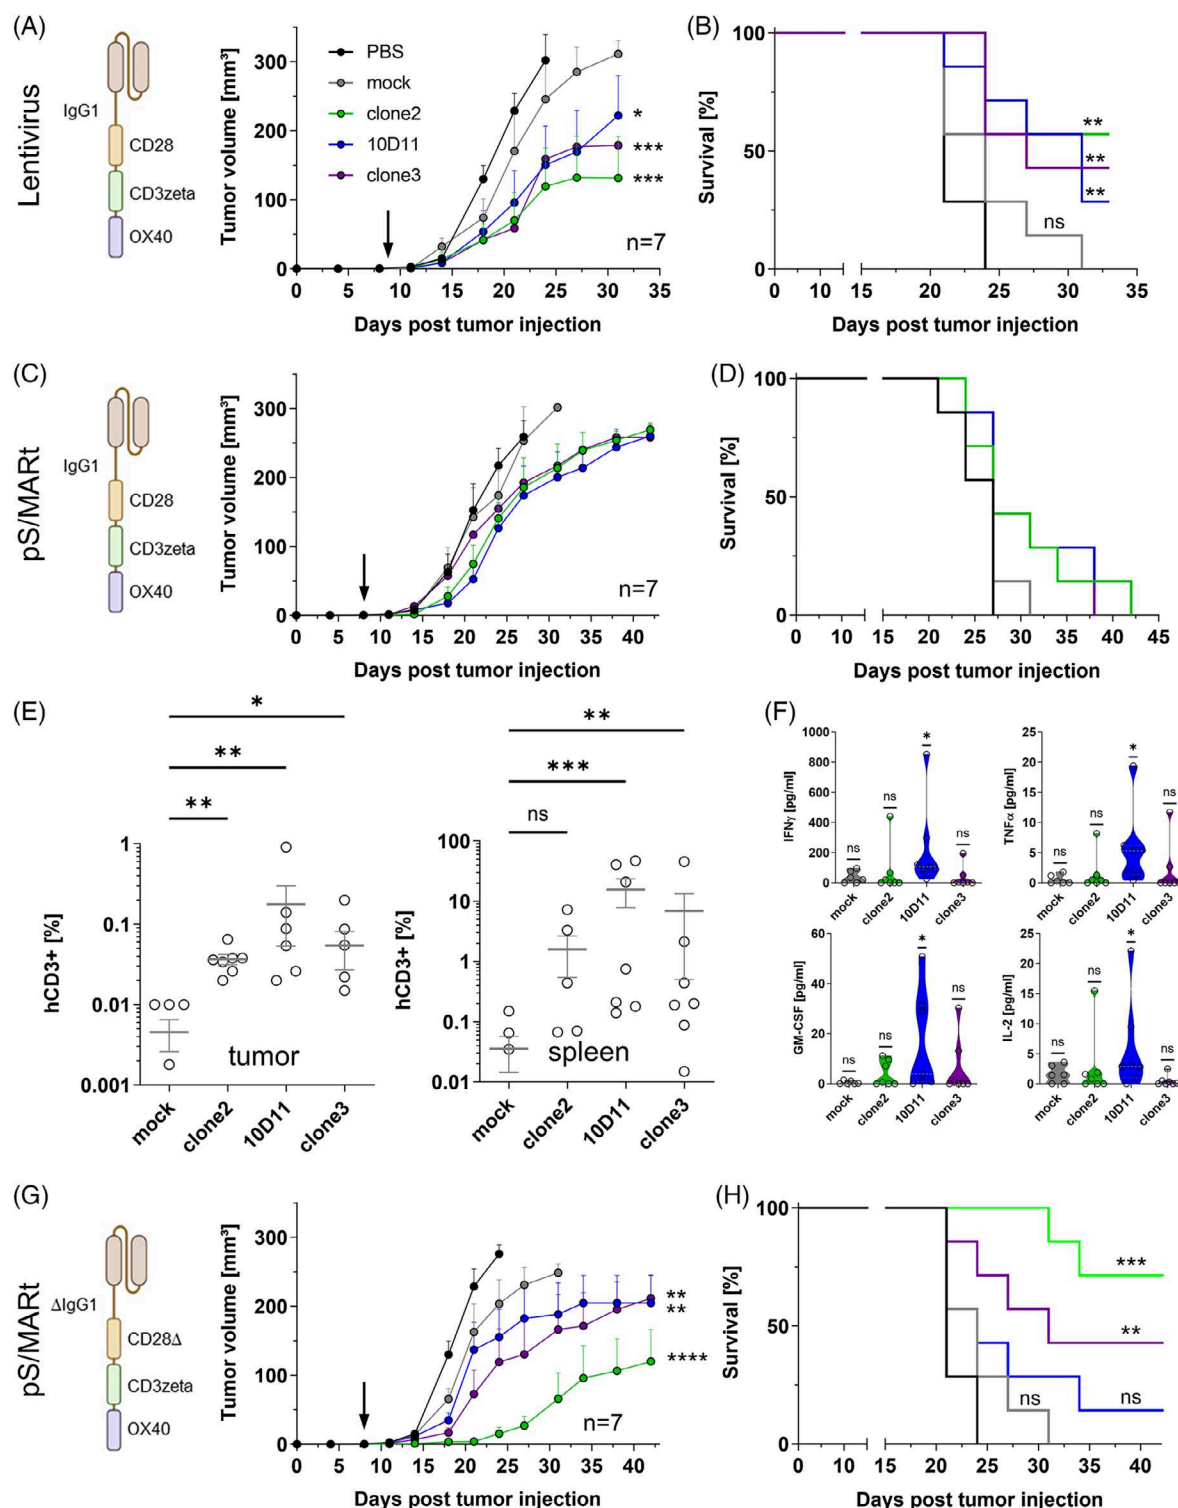 (A)
Lentivirus
IgG1
CD28
CD3zeta
OX40
Tumor volume [mm³]
300
200
100
0
PBS
mock
clone2
10D11
clone3
*
***
***
n=7
0 5 10 15 20 25 30 35
Days post tumor injection
(B)
Survival [%]
100
50
0
**
**
**
ns
0 10 15 20 25 30 35
Days post tumor injection
(C)
pS/MARt
IgG1
CD28
CD3zeta
OX40
Tumor volume [mm³]
300
200
100
0
n=7
0 5 10 15 20 25 30 35 40
Days post tumor injection
(D)
Survival [%]
100
50
0
0 10 15 20 25 30 35 40 45
Days post tumor injection
(E)
*
**
**
hCD3+ [%]
1
0.1
0.01
0.001
tumor
mock clone2 10D11 clone3
**
***
ns
hCD3+ [%]
100
10
1
0.1
0.01
spleen
mock clone2 10D11 clone3
(F)
IFNγ [pg/ml]
1000
800
600
400
200
0
ns ns * ns
mock clone2 10D11 clone3
TNFα [pg/ml]
25
20
15
10
5
0
ns ns * ns
mock clone2 10D11 clone3
GM-CSF [pg/ml]
60
40
20
0
ns ns * ns
mock clone2 10D11 clone3
IL-2 [pg/ml]
25
20
15
10
5
0
ns ns * ns
mock clone2 10D11 clone3
(G)
pS/MARt
ΔIgG1
CD28Δ
CD3zeta
OX40
Tumor volume [mm³]
300
200
100
0
**
**
****
n=7
0 5 10 15 20 25 30 35 40
Days post tumor injection
(H)
Survival [%]
100
50
0
***
**
ns
ns
0 10 15 20 25 30 35 40
Days post tumor injection